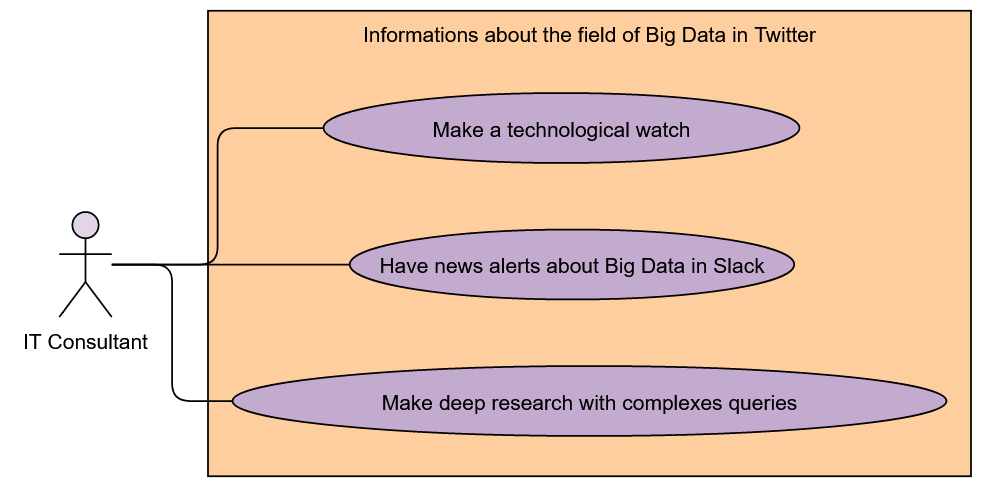 Informations about the field of Big Data in Twitter
Make a technological watch
Have news alerts about Big Data in Slack
IT Consultant
Make deep research with complexes queries